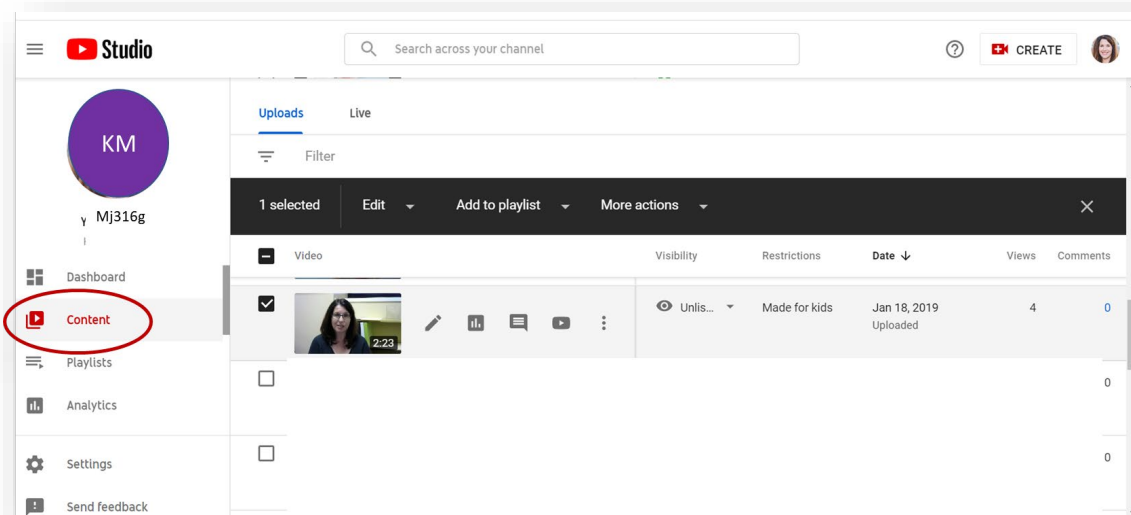 Studio
Search across your channel
CREATE
KM
Mj316g
Dashboard
Content
Playlists
Analytics
Settings
Send feedback
Uploads Live
Filter
1 selected Edit Add to playlist More actions
Video Visibility Restrictions Date Views Comments
2:23 Unlis... Made for kids Jan 18, 2019 4 0
Uploaded
0
0